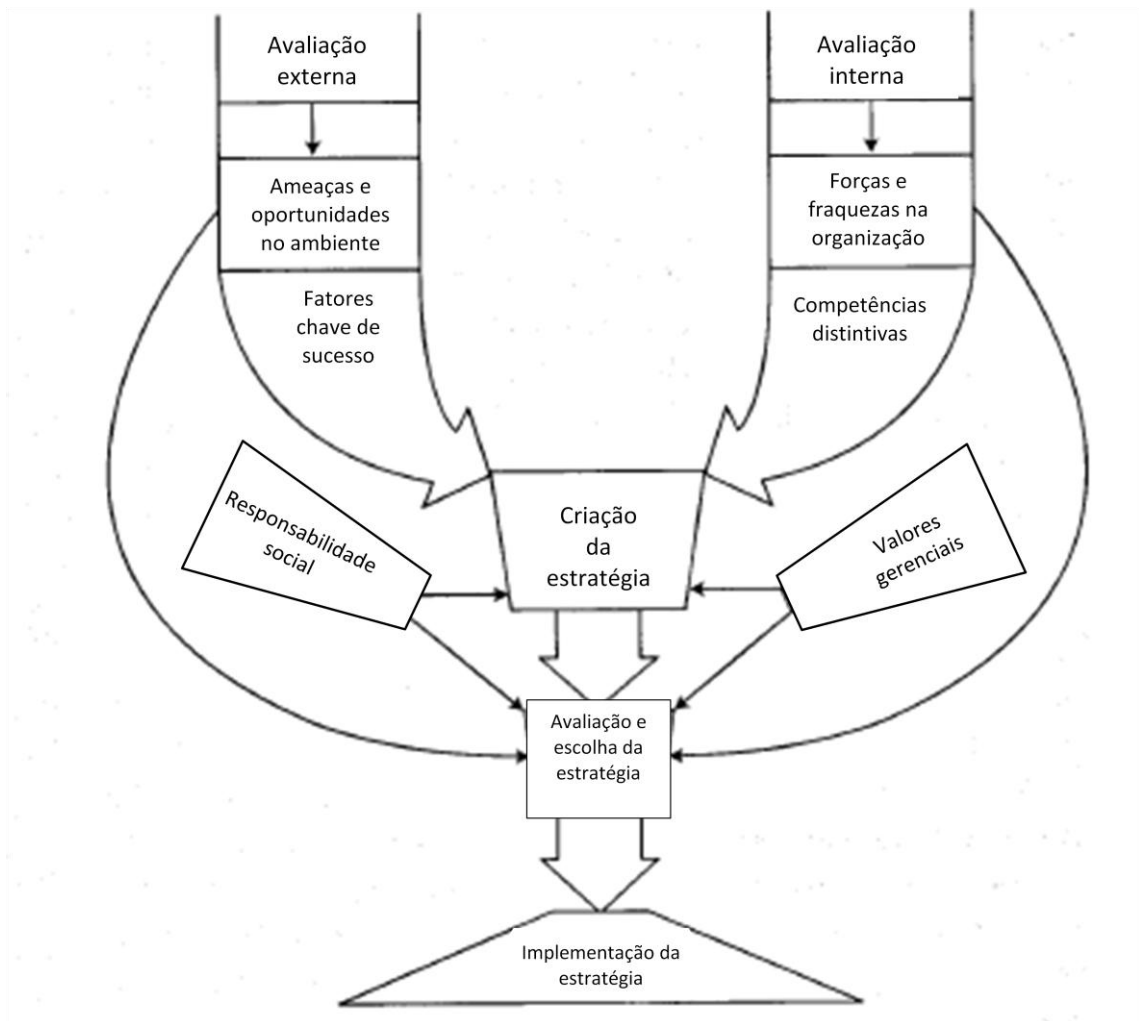 Avaliação
externa
Avaliação
interna
Ameaças e
oportunidades
no ambiente
Forças e
fraquezas na
organização
Fatores
chave de
sucesso
Competências
distintivas
Responsabilidade
social
Criação
da
estratégia
Valores
gerenciais
Avaliação e
escolha da
estratégia
Implementação da
estratégia